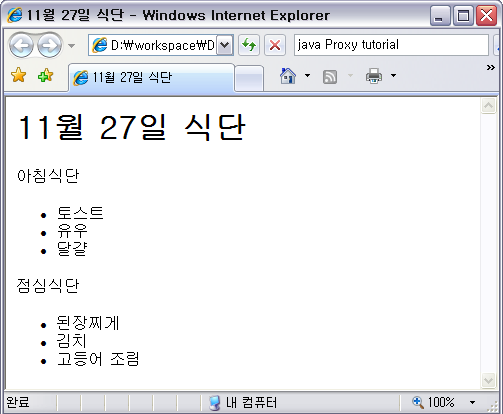 11월 27일 식단 - Windows Internet Explorer
D:₩workspace₩D
java Proxy tutorial
11월 27일 식단
»
11월 27일 식단
아침식단
• 토스트
• 유우
• 달걀
점심식단
• 된장찌게
• 김치
• 고등어 조림
완료
내 컴퓨터
100%